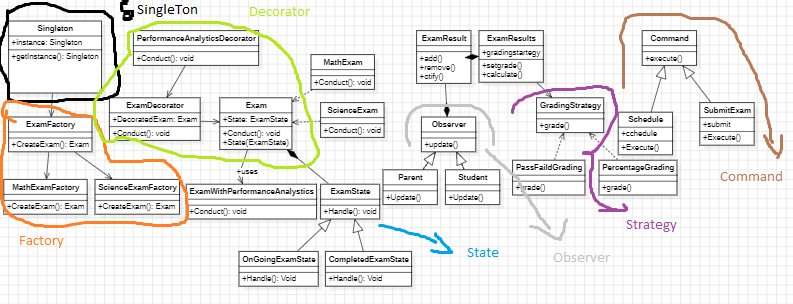 SingleTon
Decorator
Singleton
+instance: Singleton
+getInstance(): Singleton
PerformanceAnalyticsDecorator
+Conduct(): void
MathExam
+Conduct(): void
ExamResult
+add()
+remove()
+otify()
ExamResults
+gradingstartegy
+setgrade()
+calculate()
Command
+execute()
ExamFactory
+CreateExam(): Exam
ExamDecorator
+DecoratedExam: Exam
+Conduct(): void
Exam
+State: ExamState
+Conduct(): void
+State(ExamState)
ScienceExam
+Conduct(): void
Observer
+update()
GradingStrategy
+grade()
Schedule
+cchedule
+Execute()
SubmitExam
+submit
+Execute()
MathExamFactory
+CreateExam(): Exam
ScienceExamFactory
+CreateExam(): Exam
+uses
ExamWithPerformanceAnalytics
+Conduct(): void
ExamState
+Handle(): void
Parent
+Update()
Student
+Update()
PassFaildGrading
+grade()
PercentageGrading
+grade()
Command
Factory
OnGoingExamState
+Handle(): Void
CompletedExamState
+Handle(): Void
State
Observer
Strategy